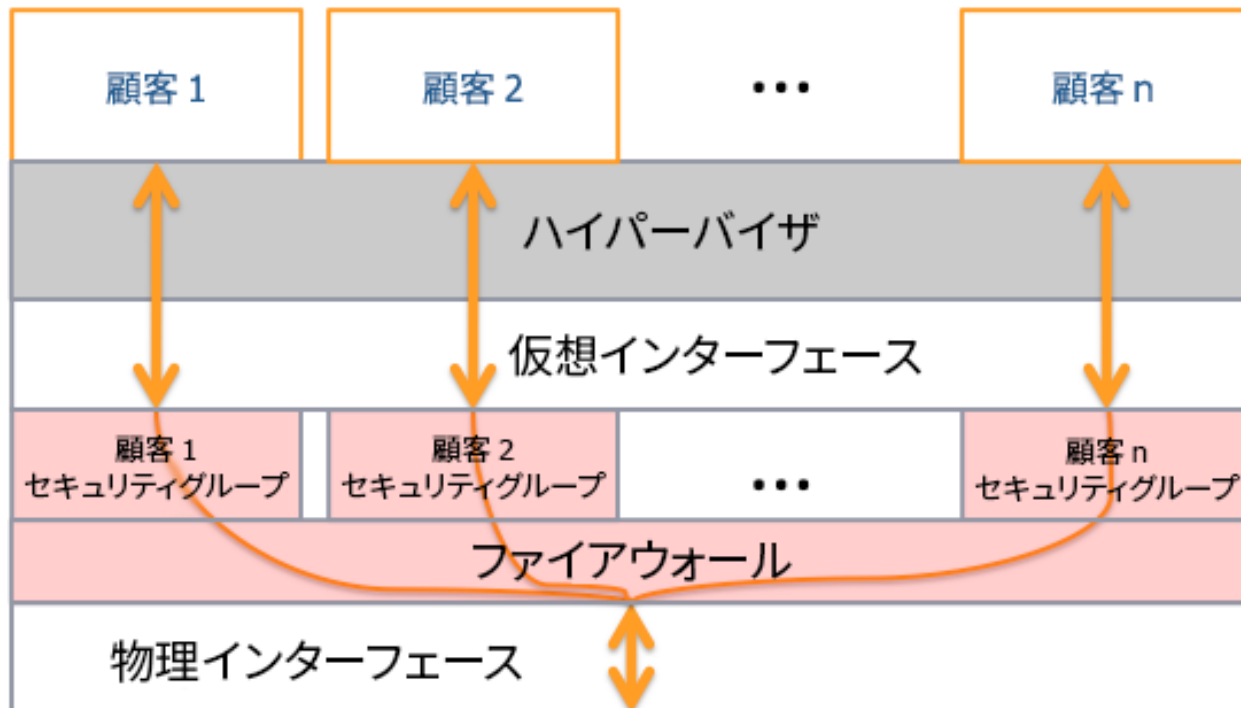 顧客 1
顧客 2
...
顧客 n
ハイパーバイザ
仮想インターフェース
顧客 1
セキュリティグループ
顧客 2
セキュリティグループ
...
顧客 n
セキュリティグループ
ファイアウォール
物理インターフェース